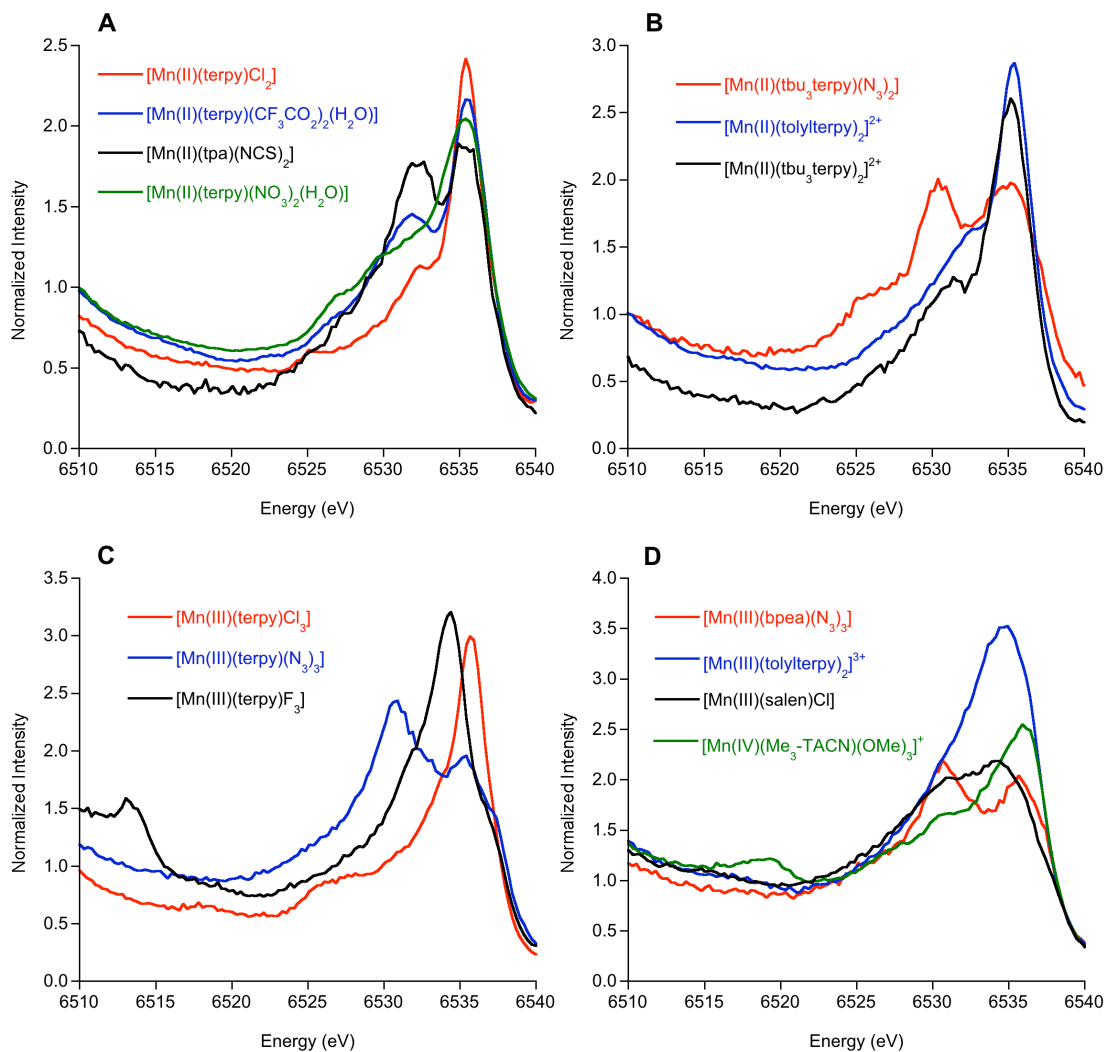 A
2.5
2.0
1.5
1.0
0.5
0.0
Normalized Intensity
[Mn(II)(terpy)Cl₂]
[Mn(II)(terpy)(CF₃CO₂)₂(H₂O)]
[Mn(II)(tpa)(NCS)₂]
[Mn(II)(terpy)(NO₃)₂(H₂O)]
6510 6515 6520 6525 6530 6535 6540
Energy (eV)
B
3.0
2.5
2.0
1.5
1.0
0.5
0.0
Normalized Intensity
[Mn(II)(tbu₃terpy)(N₃)₂]
[Mn(II)(tolylterpy)₂]²⁺
[Mn(II)(tbu₃terpy)₂]²⁺
6510 6515 6520 6525 6530 6535 6540
Energy (eV)
C
3.5
3.0
2.5
2.0
1.5
1.0
0.5
0.0
Normalized Intensity
[Mn(III)(terpy)Cl₃]
[Mn(III)(terpy)(N₃)₃]
[Mn(III)(terpy)F₃]
6510 6515 6520 6525 6530 6535 6540
Energy (eV)
D
4.0
3.5
3.0
2.5
2.0
1.5
1.0
0.5
0.0
Normalized Intensity
[Mn(III)(bpea)(N₃)₃]
[Mn(III)(tolylterpy)₂]³⁺
[Mn(III)(salen)Cl]
[Mn(IV)(Me₃-TACN)(OMe)₃]⁺
6510 6515 6520 6525 6530 6535 6540
Energy (eV)